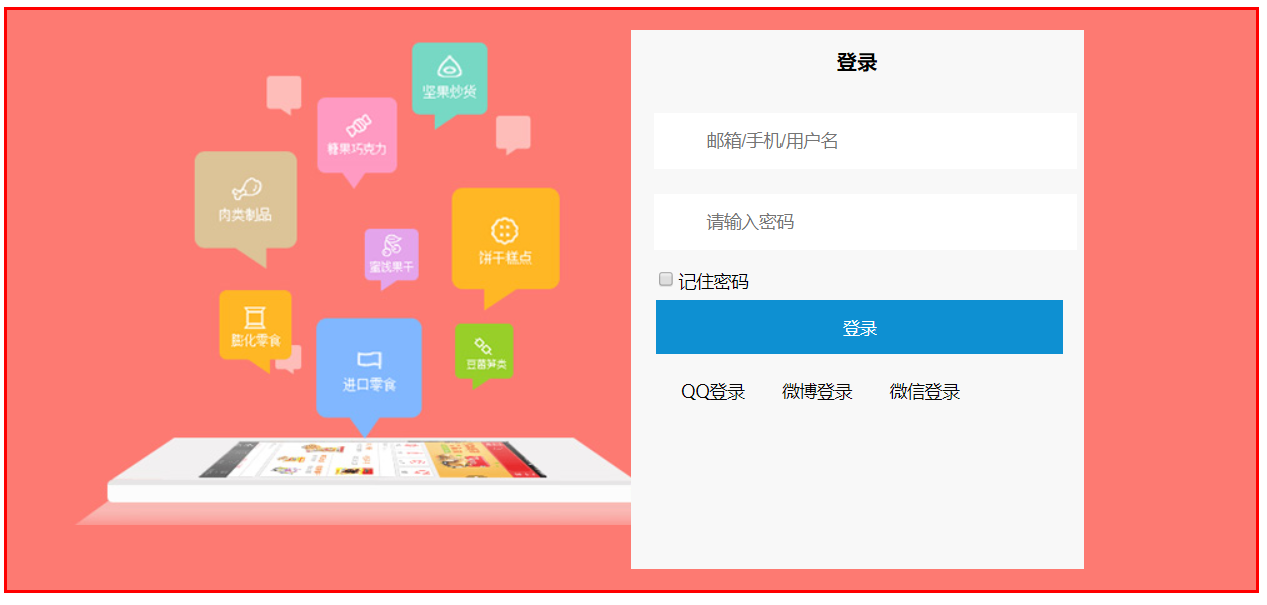 坚果炒货
糖果巧克力
肉类制品
蜜饯果干
饼干糕点
膨化零食
进口零食
豆菌笋类
登录
邮箱/手机/用户名
请输入密码
记住密码
登录
QQ登录 微博登录 微信登录